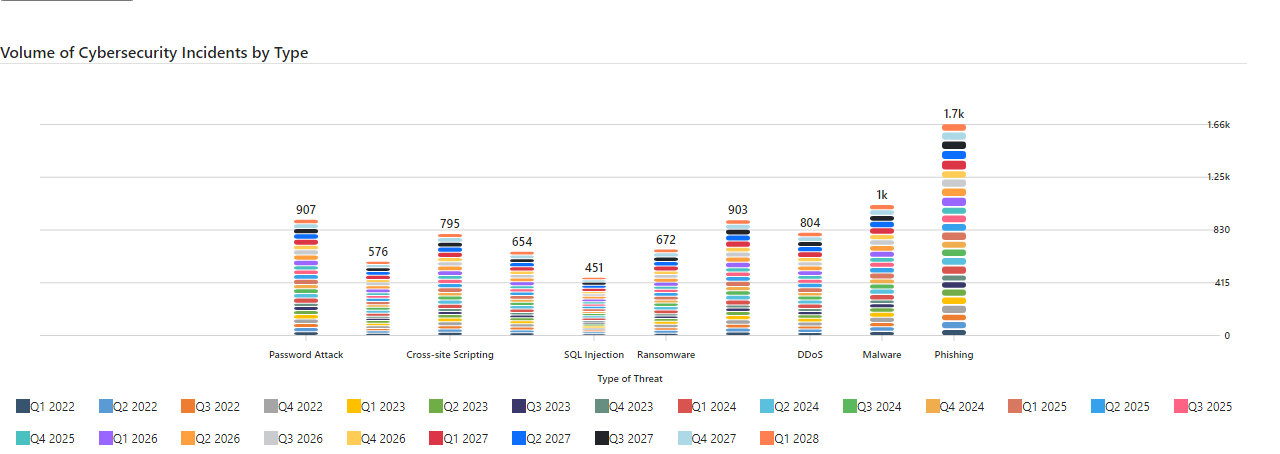 Volume of Cybersecurity Incidents by Type
1.7k
1.66k
1.25k
1k
907
903
830
795
804
654
672
576
451
415
0
Password Attack Cross-site Scripting SQL Injection Ransomware DDoS Malware Phishing
Type of Threat
Q1 2022 Q2 2022 Q3 2022 Q4 2022 Q1 2023 Q2 2023 Q3 2023 Q4 2023 Q1 2024 Q2 2024 Q3 2024 Q4 2024 Q1 2025 Q2 2025 Q3 2025
Q4 2025 Q1 2026 Q2 2026 Q3 2026 Q4 2026 Q1 2027 Q2 2027 Q3 2027 Q4 2027 Q1 2028